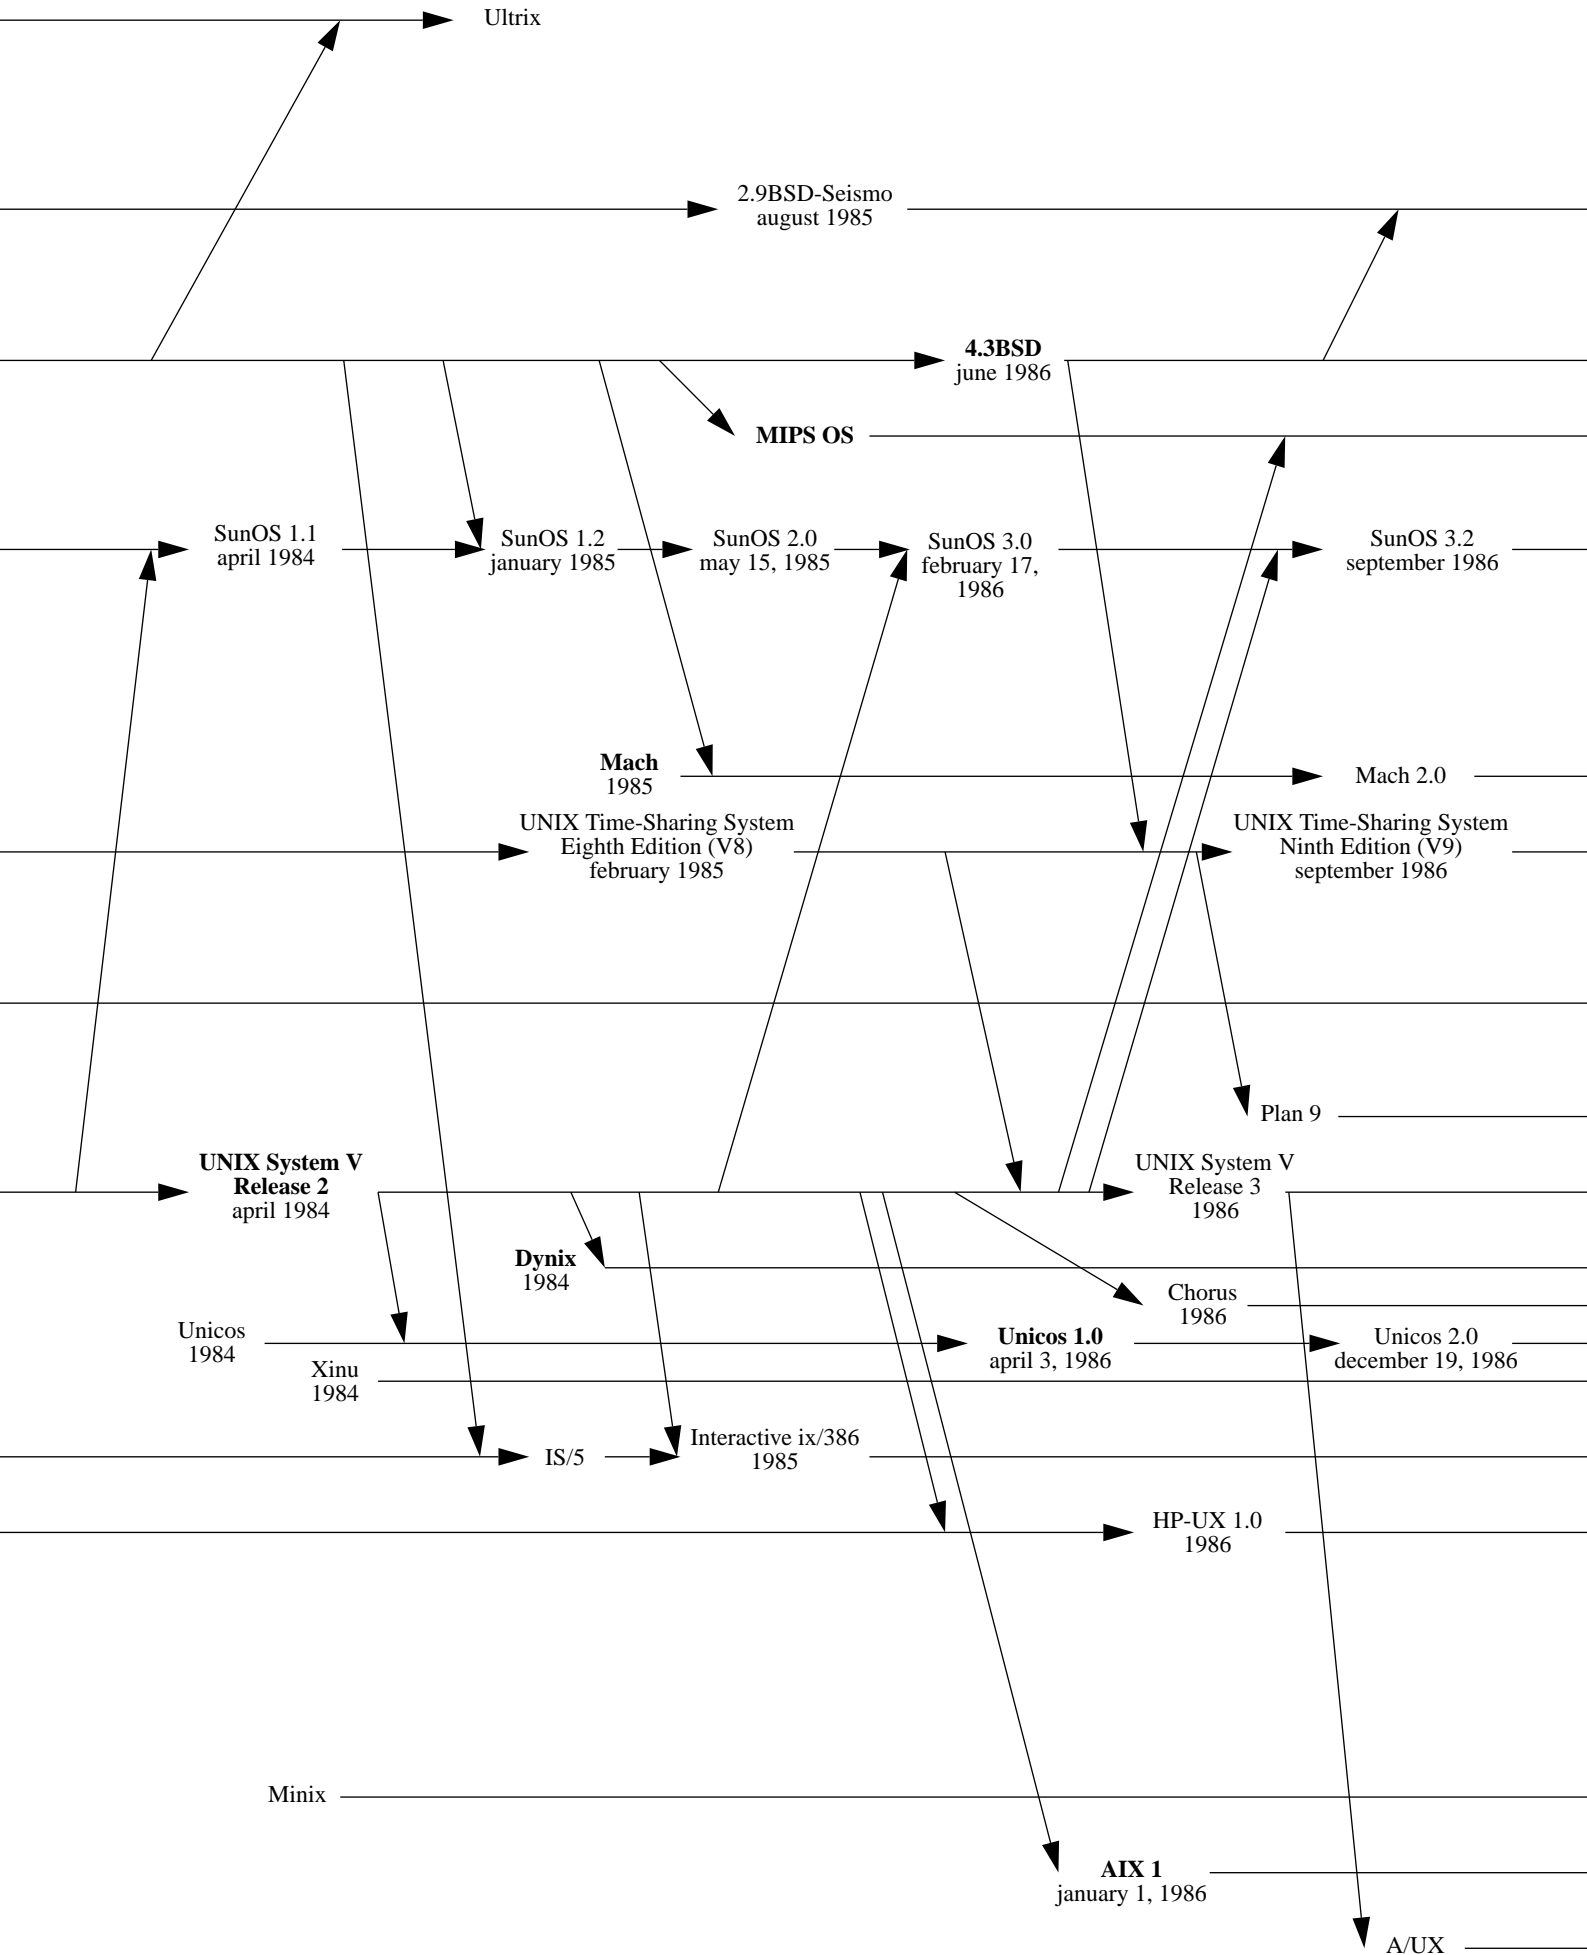 Ultrix
2.9BSD-Seismo
august 1985
4.3BSD
june 1986
MIPS OS
SunOS 1.1
april 1984
SunOS 1.2
january 1985
SunOS 2.0
may 15, 1985
SunOS 3.0
february 17,
1986
SunOS 3.2
september 1986
Mach
1985
Mach 2.0
UNIX Time-Sharing System
Eighth Edition (V8)
february 1985
UNIX Time-Sharing System
Ninth Edition (V9)
september 1986
Plan 9
UNIX System V
Release 2
april 1984
UNIX System V
Release 3
1986
Dynix
1984
Chorus
1986
Unicos
1984
Unicos 1.0
april 3, 1986
Unicos 2.0
december 19, 1986
Xinu
1984
IS/5
Interactive ix/386
1985
HP-UX 1.0
1986
Minix
AIX 1
january 1, 1986
A/UX